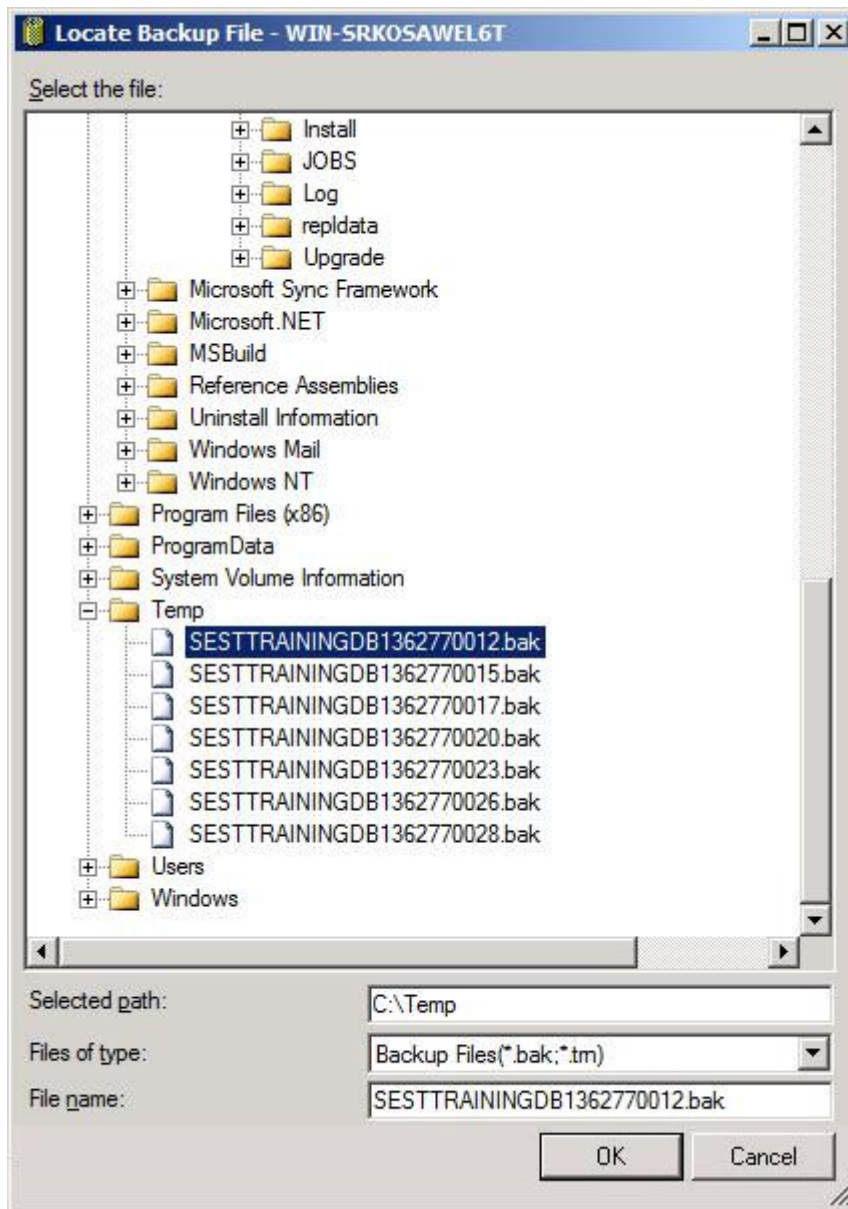 Locate Backup File - WIN-SRKOSAWEL6T
Select the file:
Install
JOBS
Log
repldata
Upgrade
Microsoft Sync Framework
Microsoft.NET
MSBuild
Reference Assemblies
Uninstall Information
Windows Mail
Windows NT
Program Files (x86)
ProgramData
System Volume Information
Temp
SESTTRAININGDB1362770012.bak
SESTTRAININGDB1362770015.bak
SESTTRAININGDB1362770017.bak
SESTTRAININGDB1362770020.bak
SESTTRAININGDB1362770023.bak
SESTTRAININGDB1362770026.bak
SESTTRAININGDB1362770028.bak
Users
Windows
Selected path: C:\Temp
Files of type: Backup Files(*.bak;*.trn)
File name: SESTTRAININGDB1362770012.bak
OK Cancel